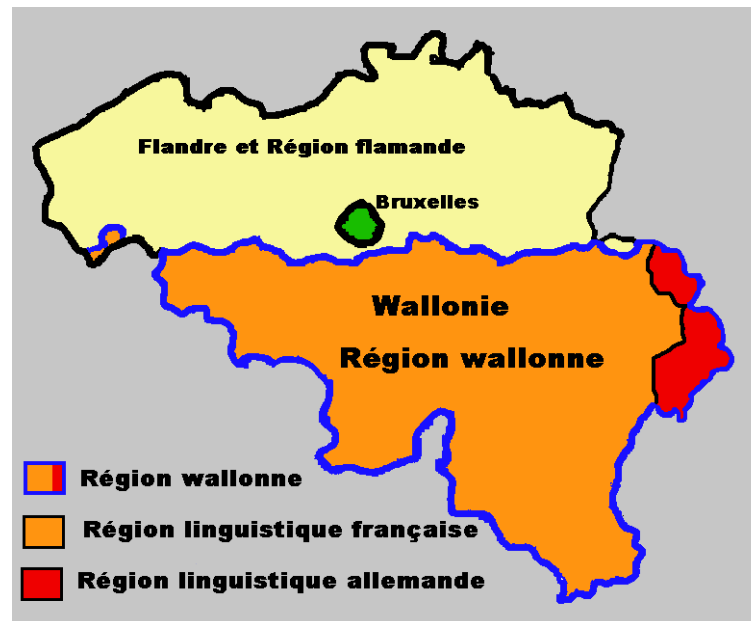 Flandre et Région flamande
Bruxelles
Wallonie
Région wallonne
Région wallonne
Région linguistique française
Région linguistique allemande